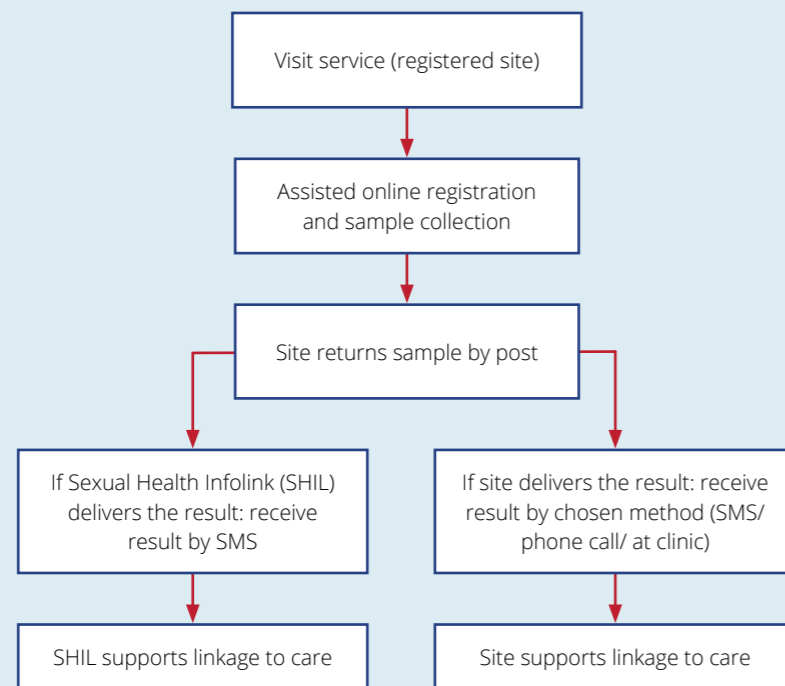 Visit service (registered site)
Assisted online registration
and sample collection
Site returns sample by post
If Sexual Health Infolink (SHIL)
delivers the result: receive
result by SMS
If site delivers the result: receive
result by chosen method (SMS/
phone call/ at clinic)
SHIL supports linkage to care
Site supports linkage to care